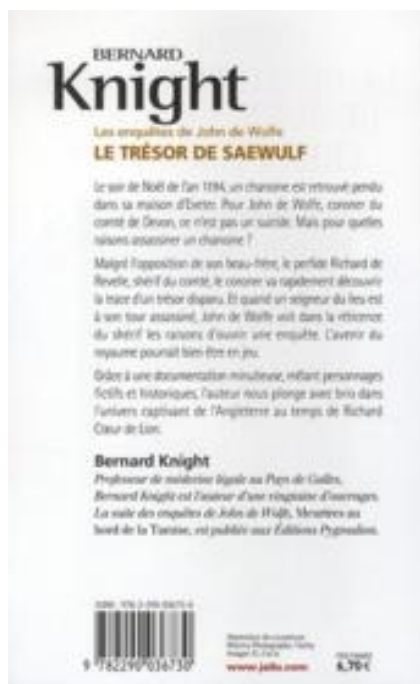 BERNARD
Knight
Les enquêtes de John de Wolfe
LE TRÉSOR DE SAEWULF
Le soir de Noël de l'an 1194, un chanoine est retrouvé pendu
dans sa maison d'Exeter. Pour John de Wolfe, coroner du
comté de Devon, ce n'est pas un suicide. Mais pour quelles
raisons assassiner un chanoine ?
Malgré l'opposition de son beau-frère, le perfide Richard de
Revelle, shérif du comté, le coroner va rapidement découvrir
la trace d'un trésor disparu. Et quand un seigneur du lieu est
à son tour assassiné, John de Wolfe voit dans la réticence
du shérif les raisons d'ouvrir une enquête. L'avenir du
royaume pourrait bien être en jeu.
Grâce à une documentation minutieuse, mêlant personnages
fictifs et historiques, l'auteur nous plonge avec brio dans
l'univers captivant de l'Angleterre au temps de Richard
Cœur de Lion.
Bernard Knight
Professeur de médecine légale au Pays de Galles,
Bernard Knight est l'auteur d'une vingtaine d'ouvrages.
La suite des enquêtes de John de Wolfe, Meurtres au
bord de la Tamise, est publiée aux Éditions Pygmalion.
9 782290 036730
www.jailu.com
6,70 €